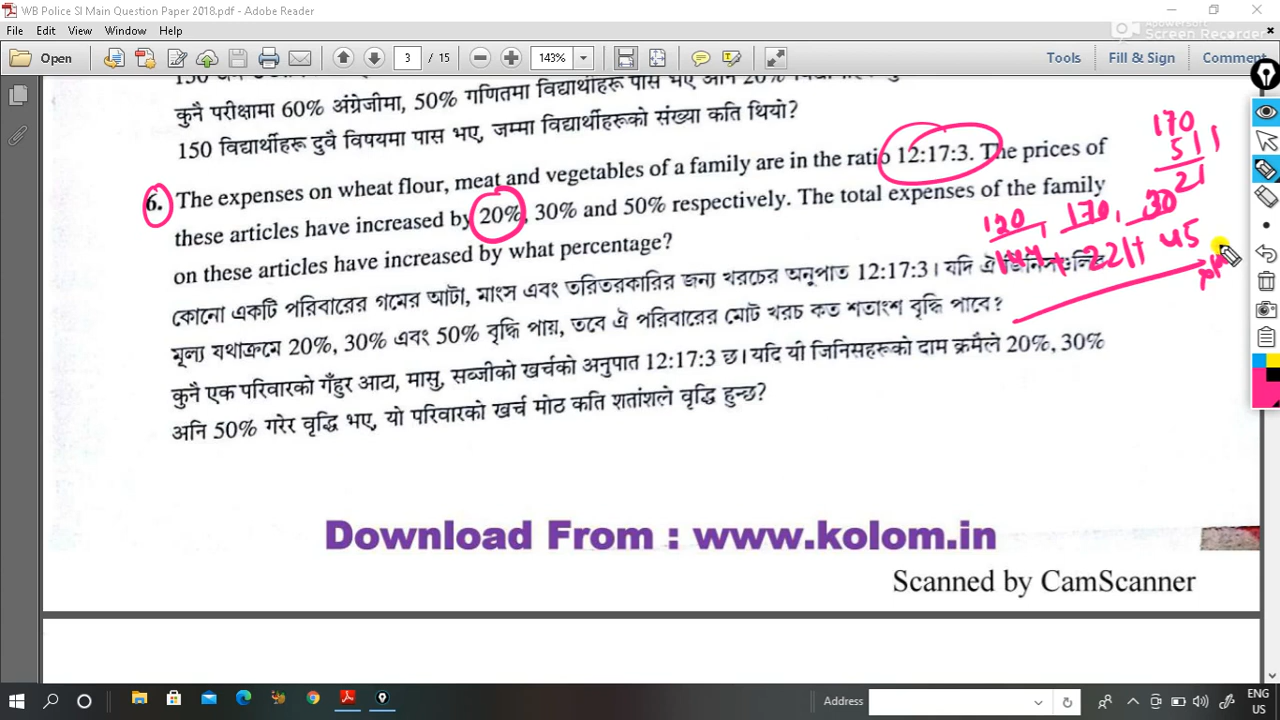 WB Police SI Main Question Paper 2018.pdf - Adobe Reader
Apowersoft
Screen Recorder
File Edit View Window Help
Open 3 / 15 143% Tools Fill & Sign Comment
कुनै परीक्षामा 60% अंग्रेजीमा, 50% गणितमा विद्यार्थीहरू पास भए अनि 20%
150 विद्यार्थीहरू दुवै विषयमा पास भए, जम्मा विद्यार्थीहरूको संख्या कति थियो?
6. The expenses on wheat flour, meat and vegetables of a family are in the ratio 12:17:3. The prices of
these articles have increased by 20%, 30% and 50% respectively. The total expenses of the family
on these articles have increased by what percentage?
কোনো একটি পরিবারের গমের আটা, মাংস এবং তরিতরকারির জন্য খরচের অনুপাত 12:17:3। যদি ঐ
মূল্য যথাক্রমে 20%, 30% এবং 50% বৃদ্ধি পায়, তবে ঐ পরিবারের মোট খরচ কত শতাংশ বৃদ্ধি পাবে?
कुनै एक परिवारको गहुँर आटा, मासु, सब्जीको खर्चको अनुपात 12:17:3 छ। यदि यी जिनिसहरूको दाम क्रमैले 20%, 30%
अनि 50% गरेर वृद्धि भए, यो परिवारको खर्च मोठ कति शतांशले वृद्धि हुन्छ?
170
511
21
120, 170, 30
144 + 221 + 45
Download From : www.kolom.in
Scanned by CamScanner
Address ENG
US